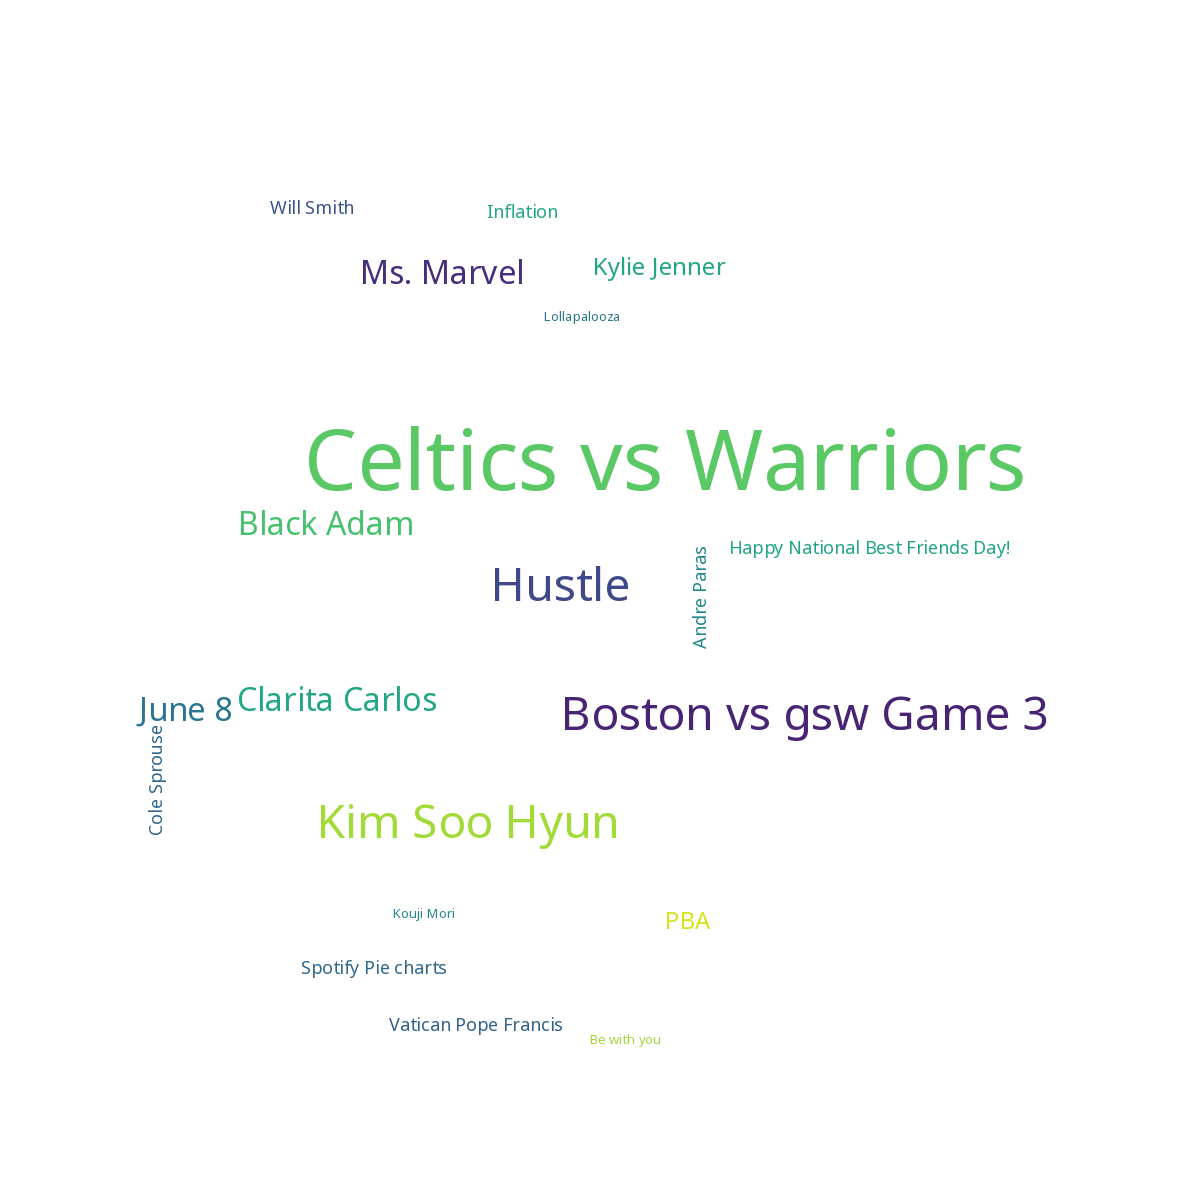 Will Smith
Inflation
Ms. Marvel
Kylie Jenner
Lollapalooza
Celtics vs Warriors
Black Adam
Happy National Best Friends Day!
Andre Paras
Hustle
June 8
Clarita Carlos
Boston vs gsw Game 3
Cole Sprouse
Kim Soo Hyun
Kouji Mori
PBA
Spotify Pie charts
Vatican Pope Francis
Be with you